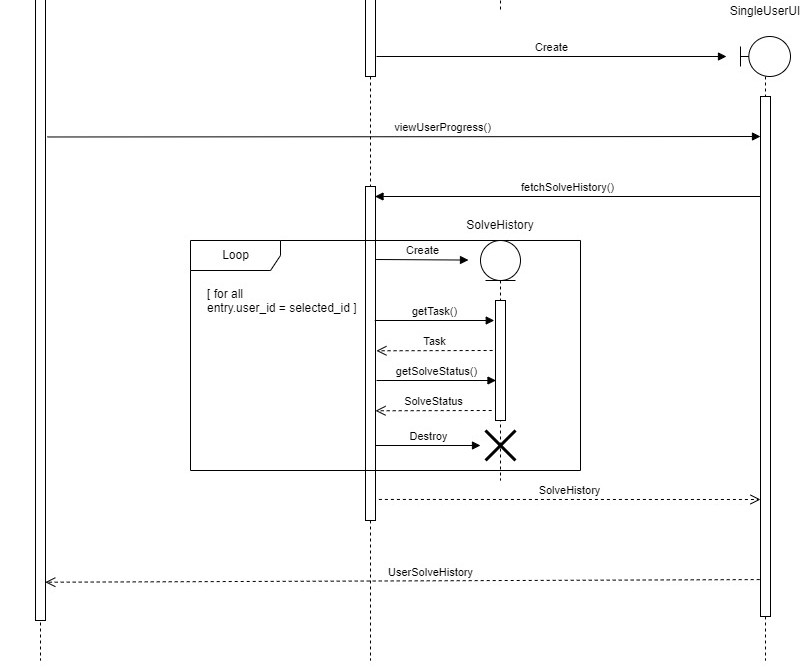 SingleUserUI
Create
viewUserProgress()
fetchSolveHistory()
SolveHistory
Loop
Create
[ for all
entry.user_id = selected_id ]
getTask()
Task
getSolveStatus()
SolveStatus
Destroy
SolveHistory
UserSolveHistory